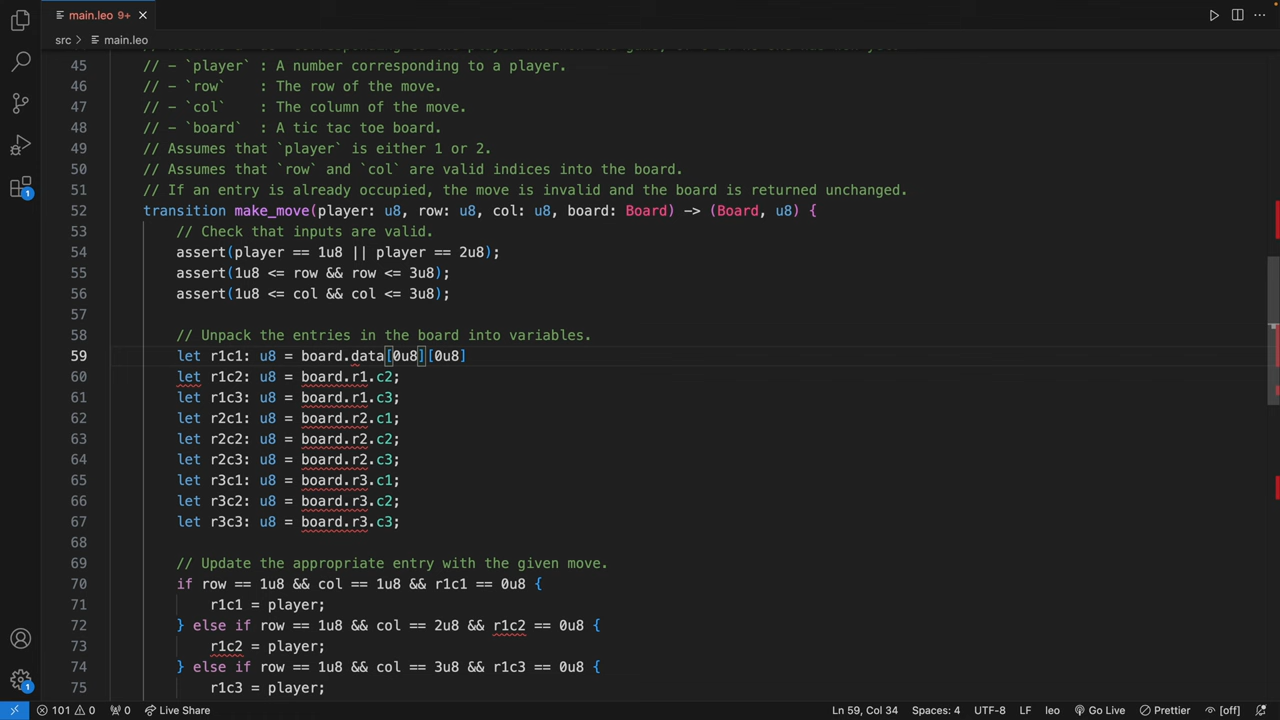 main.leo 9+
src > main.leo
45 // - `player` : A number corresponding to a player.
46 // - `row`    : The row of the move.
47 // - `col`    : The column of the move.
48 // - `board`  : A tic tac toe board.
49 // Assumes that `player` is either 1 or 2.
50 // Assumes that `row` and `col` are valid indices into the board.
51 // If an entry is already occupied, the move is invalid and the board is returned unchanged.
52 transition make_move(player: u8, row: u8, col: u8, board: Board) -> (Board, u8) {
53 // Check that inputs are valid.
54 assert(player == 1u8 || player == 2u8);
55 assert(1u8 <= row && row <= 3u8);
56 assert(1u8 <= col && col <= 3u8);
57
58 // Unpack the entries in the board into variables.
59 let r1c1: u8 = board.data[0u8][0u8]
60 let r1c2: u8 = board.r1.c2;
61 let r1c3: u8 = board.r1.c3;
62 let r2c1: u8 = board.r2.c1;
63 let r2c2: u8 = board.r2.c2;
64 let r2c3: u8 = board.r2.c3;
65 let r3c1: u8 = board.r3.c1;
66 let r3c2: u8 = board.r3.c2;
67 let r3c3: u8 = board.r3.c3;
68
69 // Update the appropriate entry with the given move.
70 if row == 1u8 && col == 1u8 && r1c1 == 0u8 {
71 r1c1 = player;
72 } else if row == 1u8 && col == 2u8 && r1c2 == 0u8 {
73 r1c2 = player;
74 } else if row == 1u8 && col == 3u8 && r1c3 == 0u8 {
75 r1c3 = player;
1
1
101 0 0 Live Share Ln 59, Col 34 Spaces: 4 UTF-8 LF leo Go Live Prettier [off]